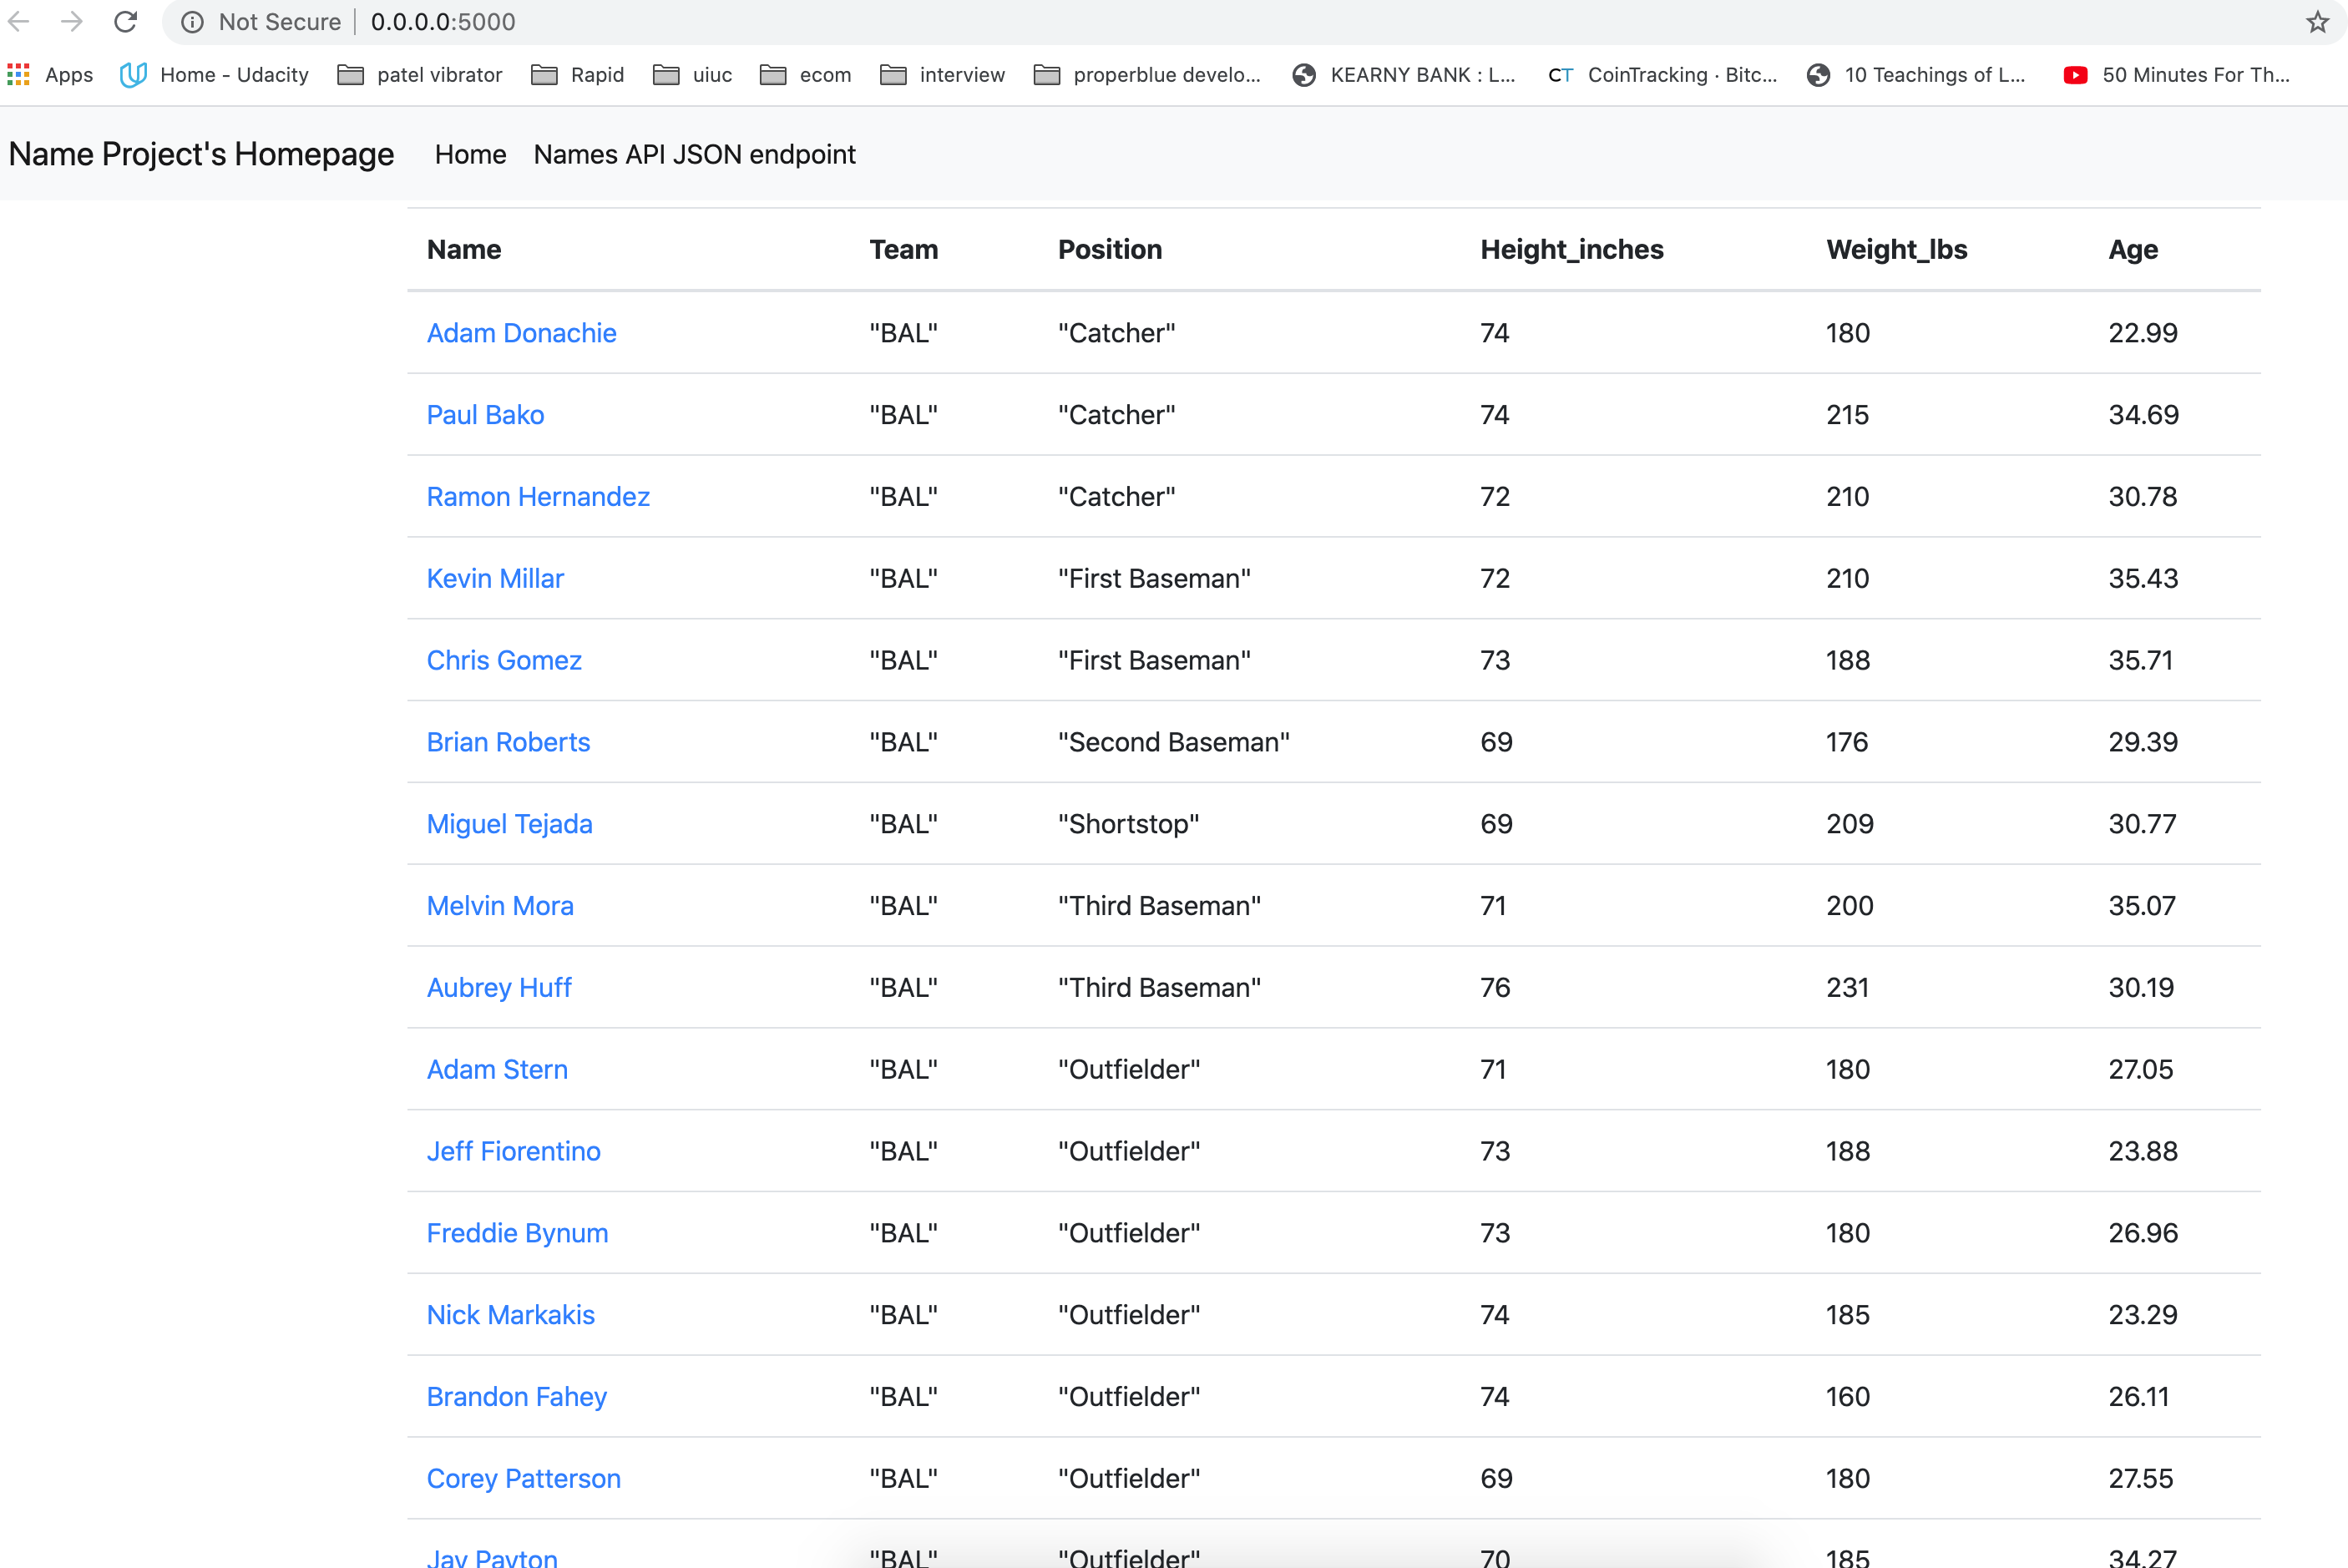 Not Secure 0.0.0.0:5000
Apps Home - Udacity patel vibrator Rapid uiuc ecom interview properblue develo... KEARNY BANK : L... CT CoinTracking · Bitc... 10 Teachings of L... 50 Minutes For Th...
Name Project's Homepage Home Names API JSON endpoint
Name Team Position Height_inches Weight_lbs Age
Adam Donachie "BAL" "Catcher" 74 180 22.99
Paul Bako "BAL" "Catcher" 74 215 34.69
Ramon Hernandez "BAL" "Catcher" 72 210 30.78
Kevin Millar "BAL" "First Baseman" 72 210 35.43
Chris Gomez "BAL" "First Baseman" 73 188 35.71
Brian Roberts "BAL" "Second Baseman" 69 176 29.39
Miguel Tejada "BAL" "Shortstop" 69 209 30.77
Melvin Mora "BAL" "Third Baseman" 71 200 35.07
Aubrey Huff "BAL" "Third Baseman" 76 231 30.19
Adam Stern "BAL" "Outfielder" 71 180 27.05
Jeff Fiorentino "BAL" "Outfielder" 73 188 23.88
Freddie Bynum "BAL" "Outfielder" 73 180 26.96
Nick Markakis "BAL" "Outfielder" 74 185 23.29
Brandon Fahey "BAL" "Outfielder" 74 160 26.11
Corey Patterson "BAL" "Outfielder" 69 180 27.55
Jay Payton "BAL" "Outfielder" 70 185 34.27